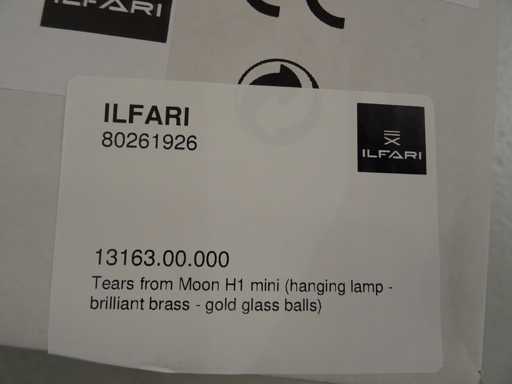 ILFARI
CE
ILFARI
80261926
ILFARI
13163.00.000
Tears from Moon H1 mini (hanging lamp -
brilliant brass - gold glass balls)